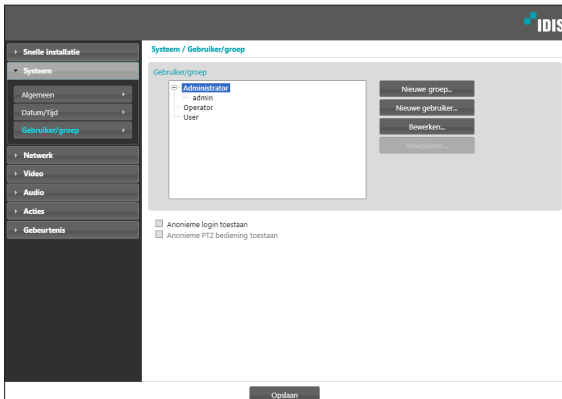 IDIS
Snelle installatie
Systeem
Algemeen
Datum/Tijd
Gebruiker/groep
Netwerk
Video
Audio
Acties
Gebeurtenis
Systeem / Gebruiker/groep
Gebruiker/groep
Administrator
admin
Operator
User
Nieuwe groep...
Nieuwe gebruiker...
Bewerken...
Verwijderen...
Anonieme login toestaan
Anonieme PTZ bediening toestaan
Opslaan